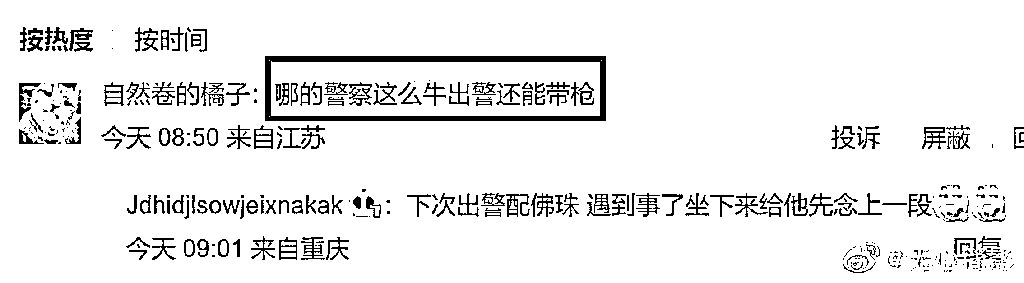 按热度 按时间
自然卷的橘子: 哪的警察这么牛出警还能带枪
今天 08:50 来自江苏
投诉 屏蔽
Jdhidjlsowjeixnakak : 下次出警配佛珠 遇到事了坐下来给他先念上一段
今天 09:01 来自重庆
回复